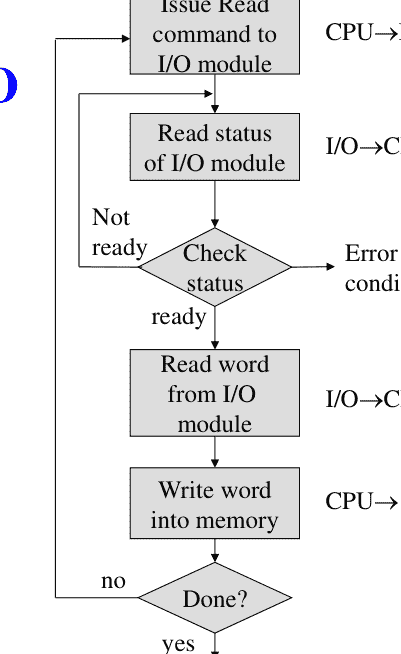 Issue Read
command to
I/O module
CPU→
Read status
of I/O module
I/O→C
Not
ready
Check
status
Error
condi
ready
Read word
from I/O
module
I/O→C
Write word
into memory
CPU→
no
Done?
yes